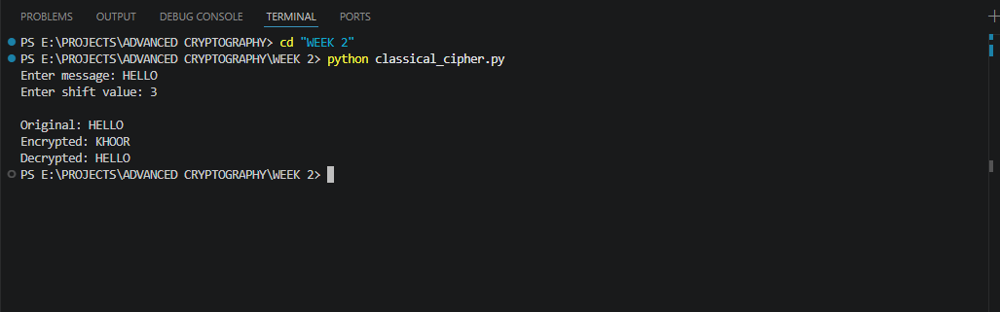 PROBLEMS OUTPUT DEBUG CONSOLE TERMINAL PORTS
PS E:\PROJECTS\ADVANCED CRYPTOGRAPHY> cd "WEEK 2"
PS E:\PROJECTS\ADVANCED CRYPTOGRAPHY\WEEK 2> python classical_cipher.py
Enter message: HELLO
Enter shift value: 3
Original: HELLO
Encrypted: KHOOR
Decrypted: HELLO
PS E:\PROJECTS\ADVANCED CRYPTOGRAPHY\WEEK 2>